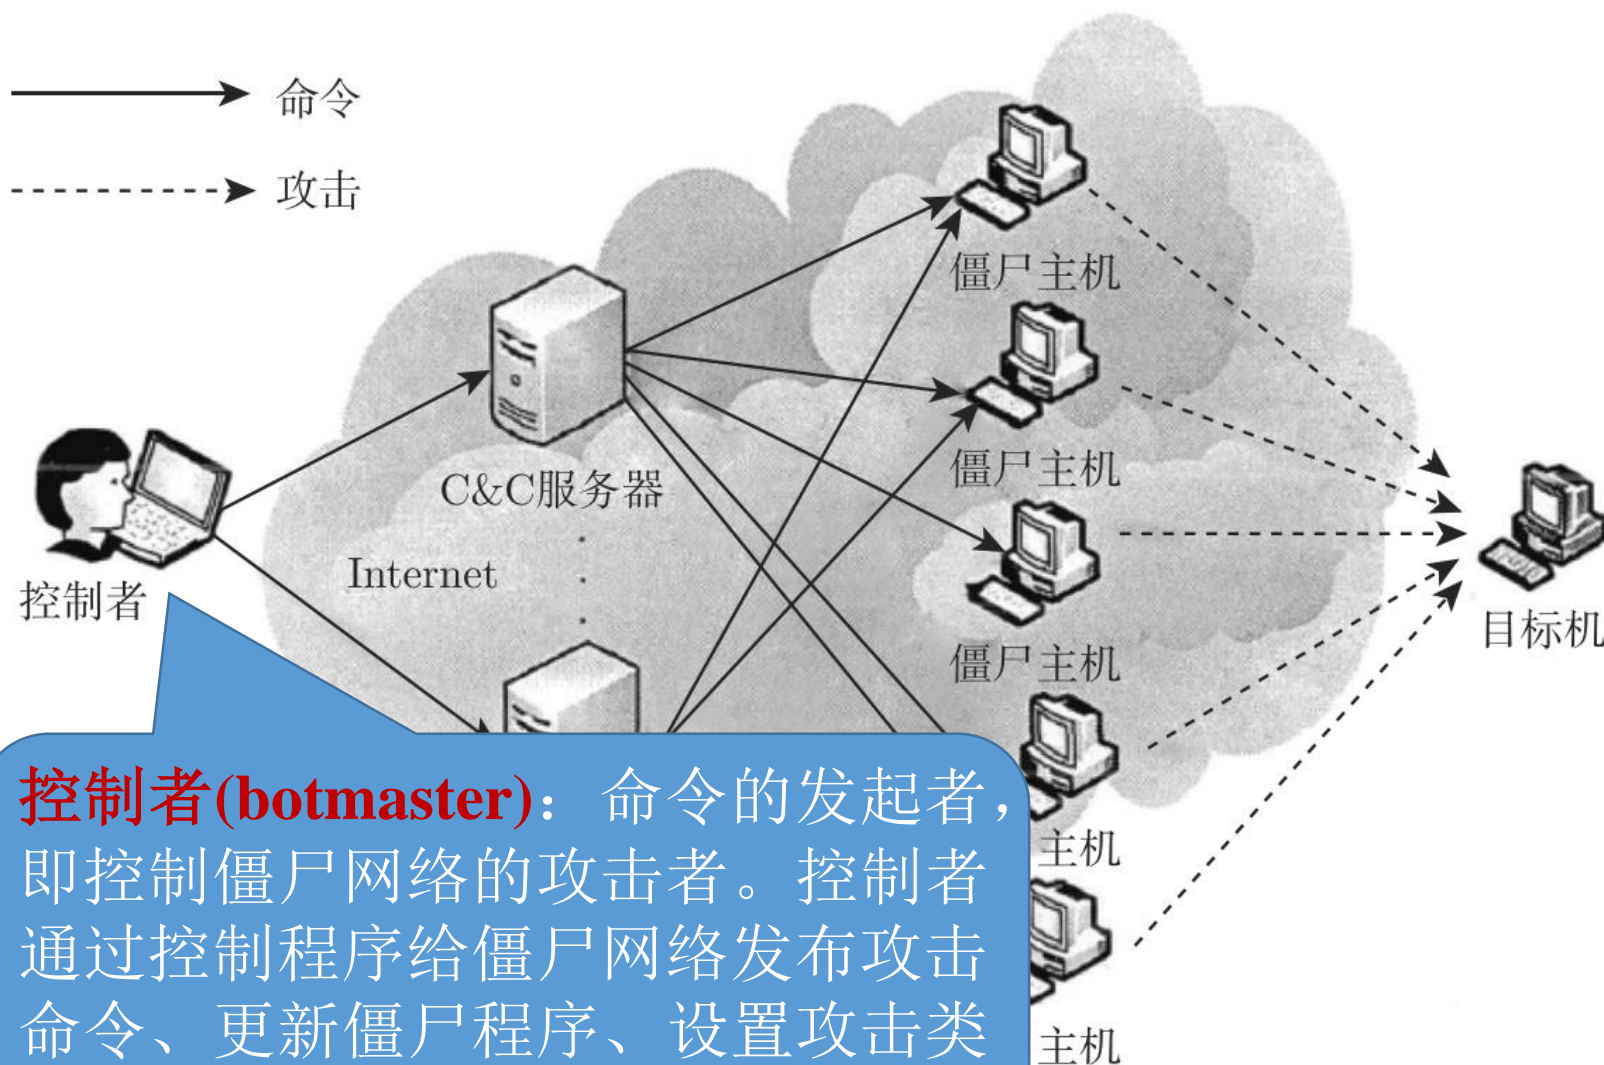 命令
攻击
僵尸主机
僵尸主机
C&C服务器
Internet
控制者
目标机
僵尸主机
主机
主机
控制者(botmaster)：命令的发起者，
即控制僵尸网络的攻击者。控制者
通过控制程序给僵尸网络发布攻击
命令、更新僵尸程序、设置攻击类